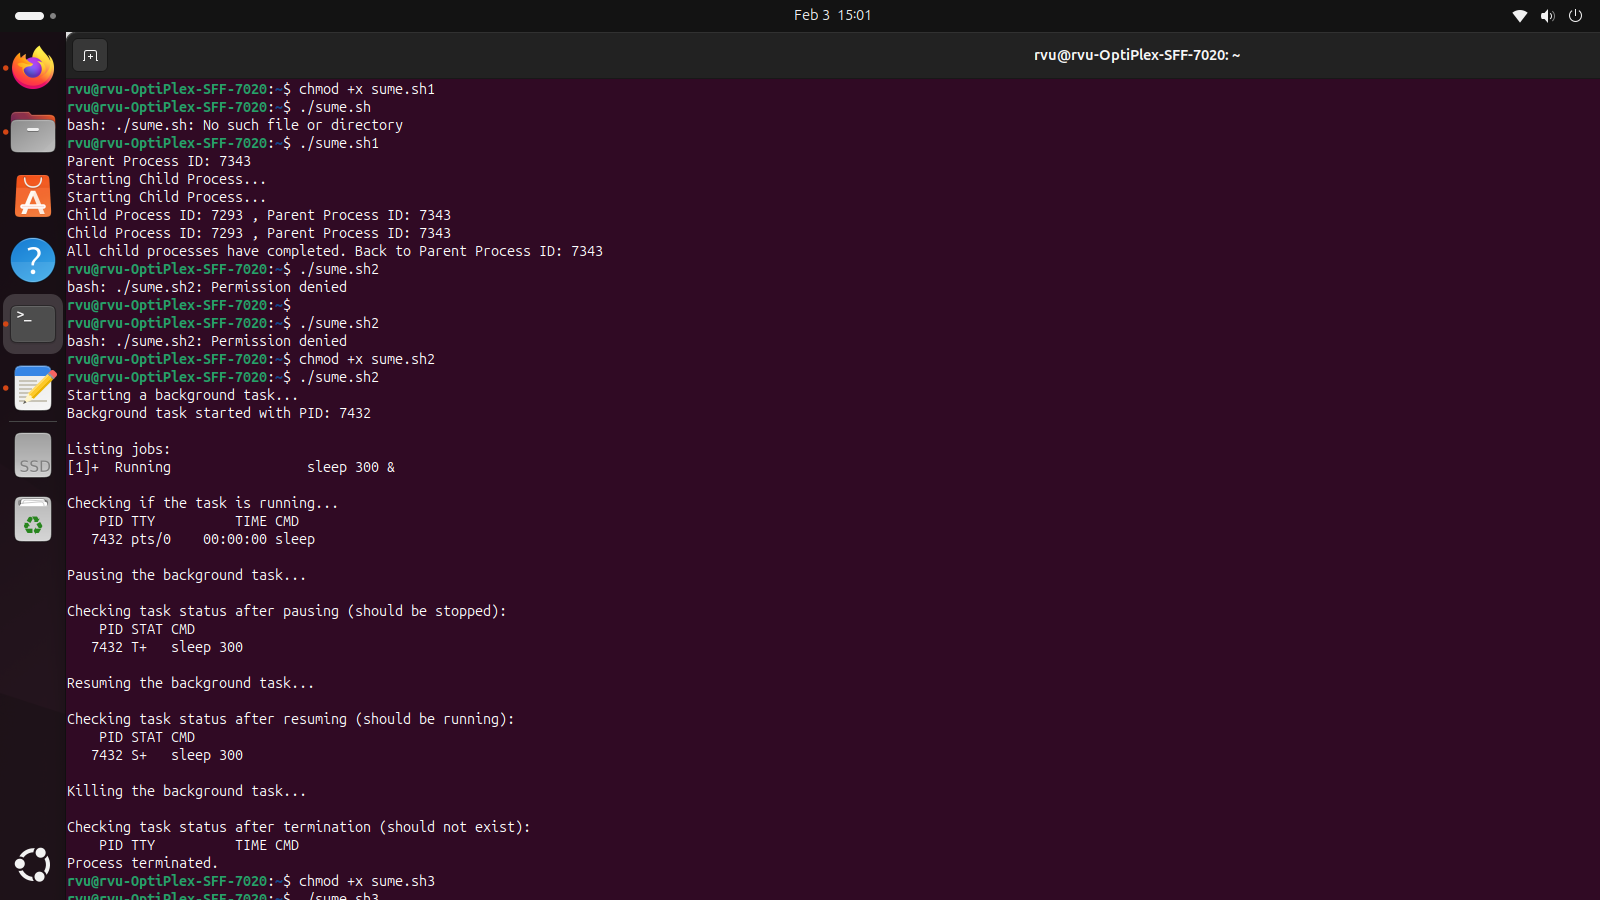 Feb 3 15:01
rvu@rvu-OptiPlex-SFF-7020: ~
rvu@rvu-OptiPlex-SFF-7020:~$ chmod +x sume.sh1
rvu@rvu-OptiPlex-SFF-7020:~$ ./sume.sh
bash: ./sume.sh: No such file or directory
rvu@rvu-OptiPlex-SFF-7020:~$ ./sume.sh1
Parent Process ID: 7343
Starting Child Process...
Starting Child Process...
Child Process ID: 7293 , Parent Process ID: 7343
Child Process ID: 7293 , Parent Process ID: 7343
All child processes have completed. Back to Parent Process ID: 7343
rvu@rvu-OptiPlex-SFF-7020:~$ ./sume.sh2
bash: ./sume.sh2: Permission denied
rvu@rvu-OptiPlex-SFF-7020:~$
rvu@rvu-OptiPlex-SFF-7020:~$ ./sume.sh2
bash: ./sume.sh2: Permission denied
rvu@rvu-OptiPlex-SFF-7020:~$ chmod +x sume.sh2
rvu@rvu-OptiPlex-SFF-7020:~$ ./sume.sh2
Starting a background task...
Background task started with PID: 7432
Listing jobs:
[1]+  Running                 sleep 300 &
Checking if the task is running...
    PID TTY          TIME CMD
   7432 pts/0    00:00:00 sleep
Pausing the background task...
Checking task status after pausing (should be stopped):
    PID STAT CMD
   7432 T+   sleep 300
Resuming the background task...
Checking task status after resuming (should be running):
    PID STAT CMD
   7432 S+   sleep 300
Killing the background task...
Checking task status after termination (should not exist):
    PID TTY          TIME CMD
Process terminated.
rvu@rvu-OptiPlex-SFF-7020:~$ chmod +x sume.sh3
rvu@rvu-OptiPlex-SFF-7020:~$ ./sume.sh3
SSD